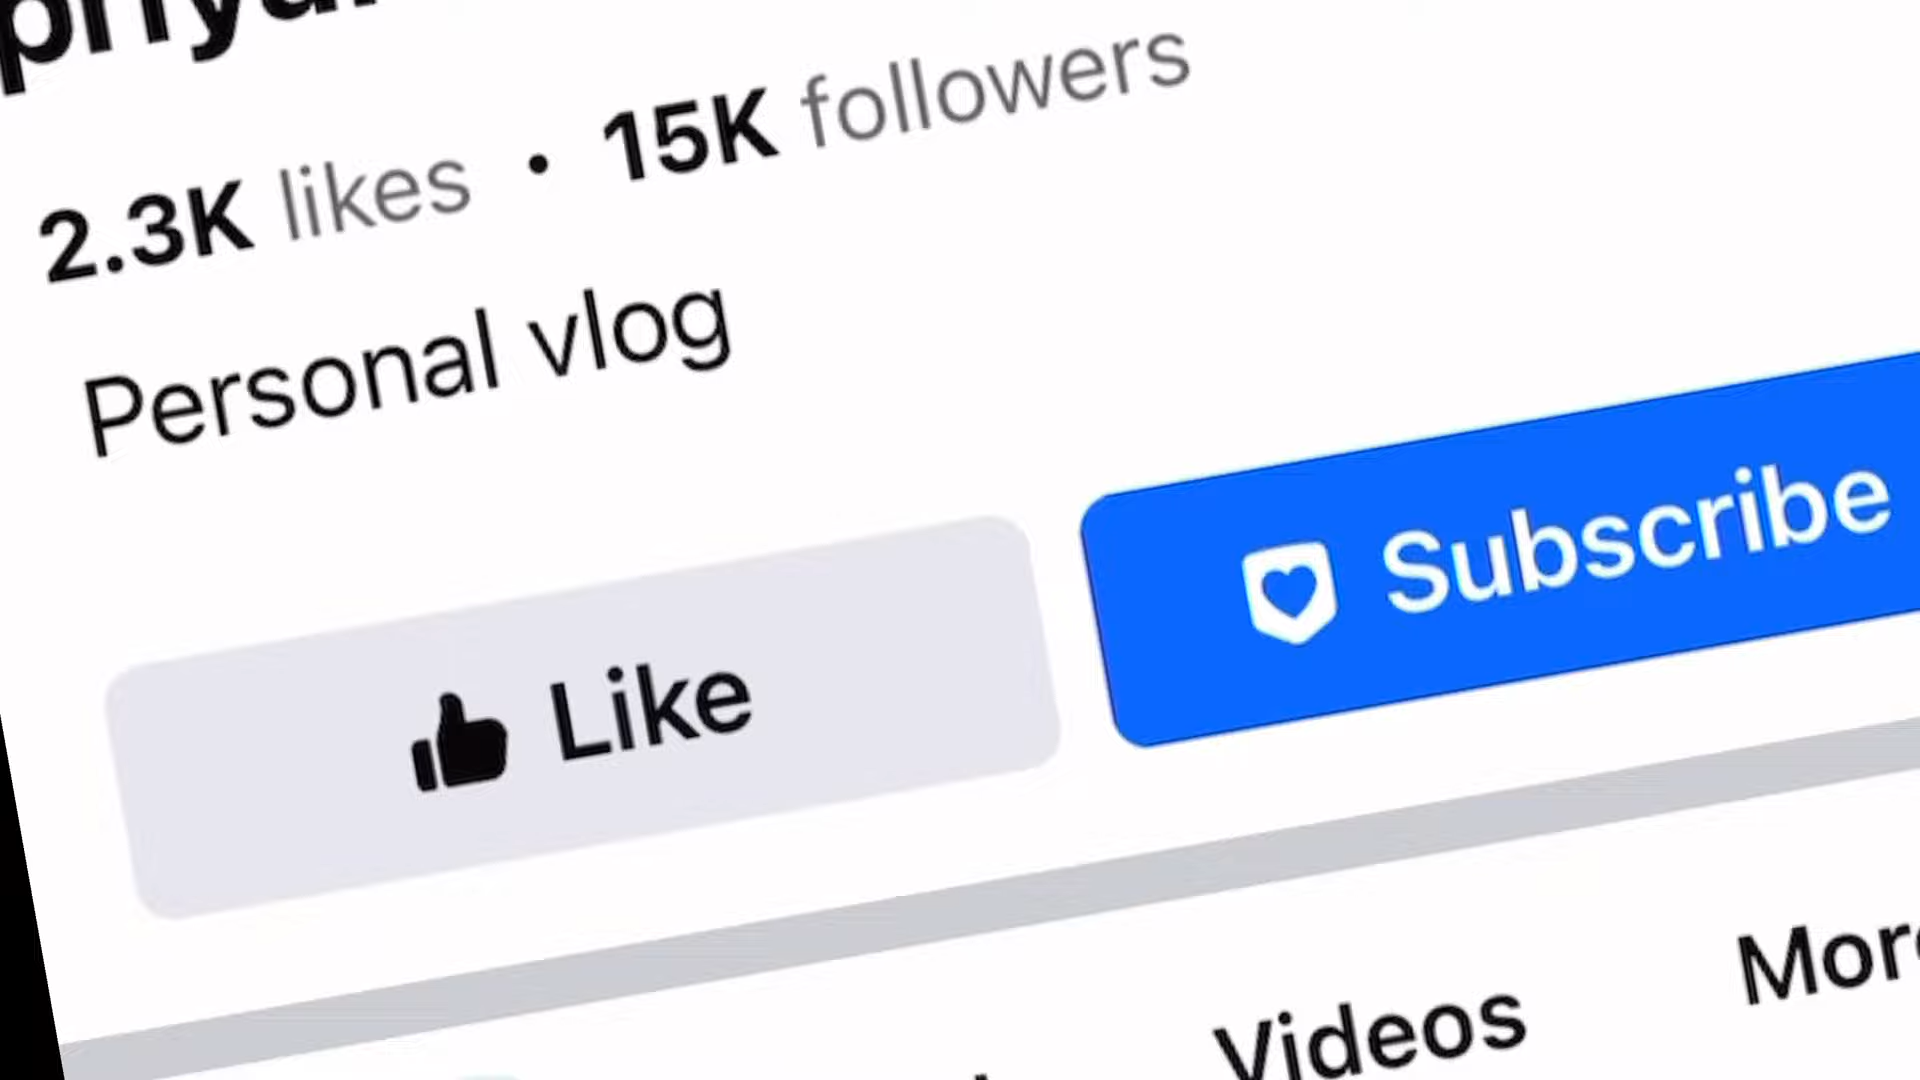 2.3K likes · 15K followers
Personal vlog
Like
Subscribe
Videos